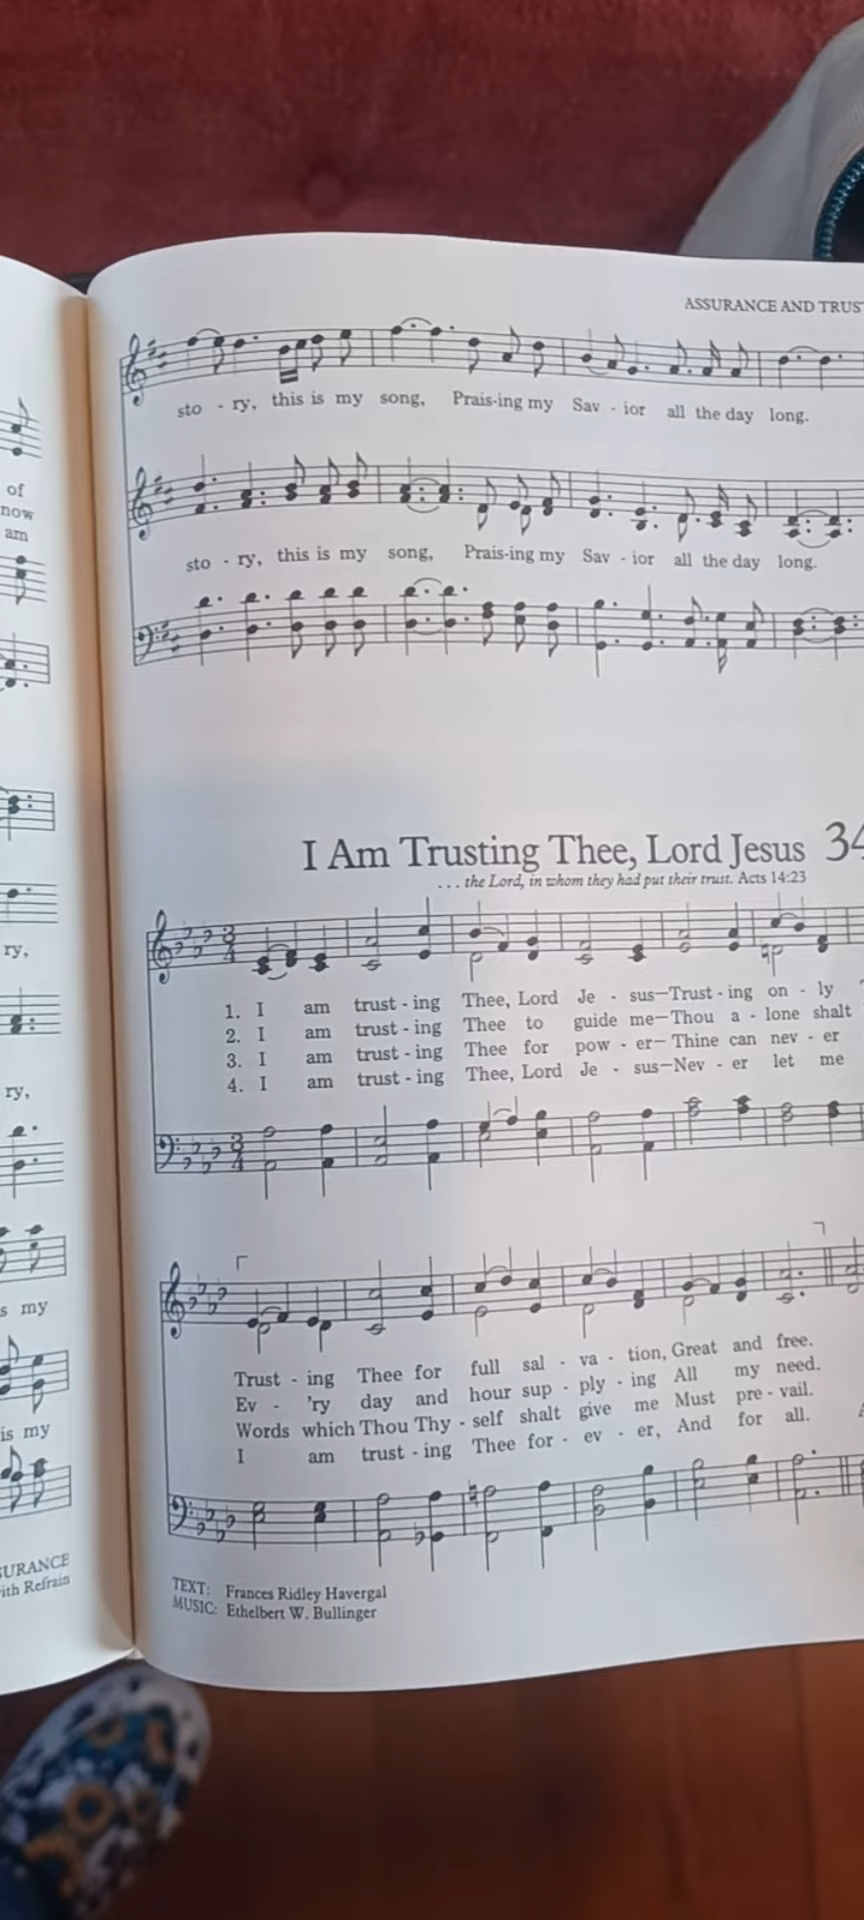 of
now
am
ry,
ry,
s my
is my
SURANCE
ith Refrain
ASSURANCE AND TRUS
sto - ry, this is my song, Prais-ing my Sav - ior all the day long.
sto - ry, this is my song, Prais-ing my Sav - ior all the day long.
I Am Trusting Thee, Lord Jesus 34
. . . the Lord, in whom they had put their trust. Acts 14:23
3
4
1. I am trust - ing Thee, Lord Je - sus—Trust - ing on - ly
2. I am trust - ing Thee to guide me—Thou a - lone shalt
3. I am trust - ing Thee for pow - er—Thine can nev - er
4. I am trust - ing Thee, Lord Je - sus—Nev - er let me
3
4
Trust - ing Thee for full sal - va - tion, Great and free.
Ev - 'ry day and hour sup - ply - ing All my need.
Words which Thou Thy - self shalt give me Must pre - vail.
I am trust - ing Thee for - ev - er, And for all.
TEXT: Frances Ridley Havergal
MUSIC: Ethelbert W. Bullinger